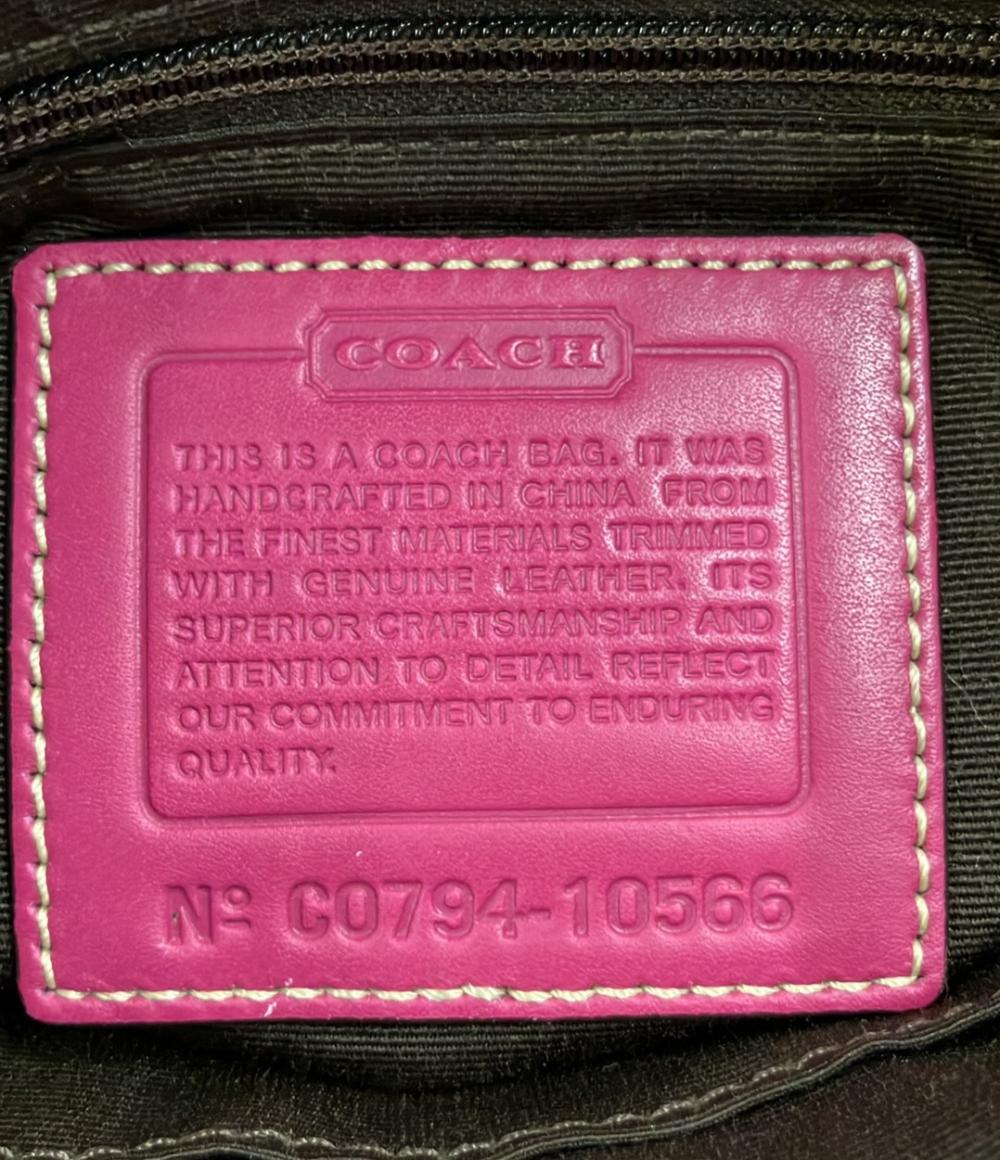 COACH
THIS IS A COACH BAG. IT WAS
HANDCRAFTED IN CHINA FROM
THE FINEST MATERIALS TRIMMED
WITH GENUINE LEATHER. ITS
SUPERIOR CRAFTSMANSHIP AND
ATTENTION TO DETAIL REFLECT
OUR COMMITMENT TO ENDURING
QUALITY.
Nº C0794-10566